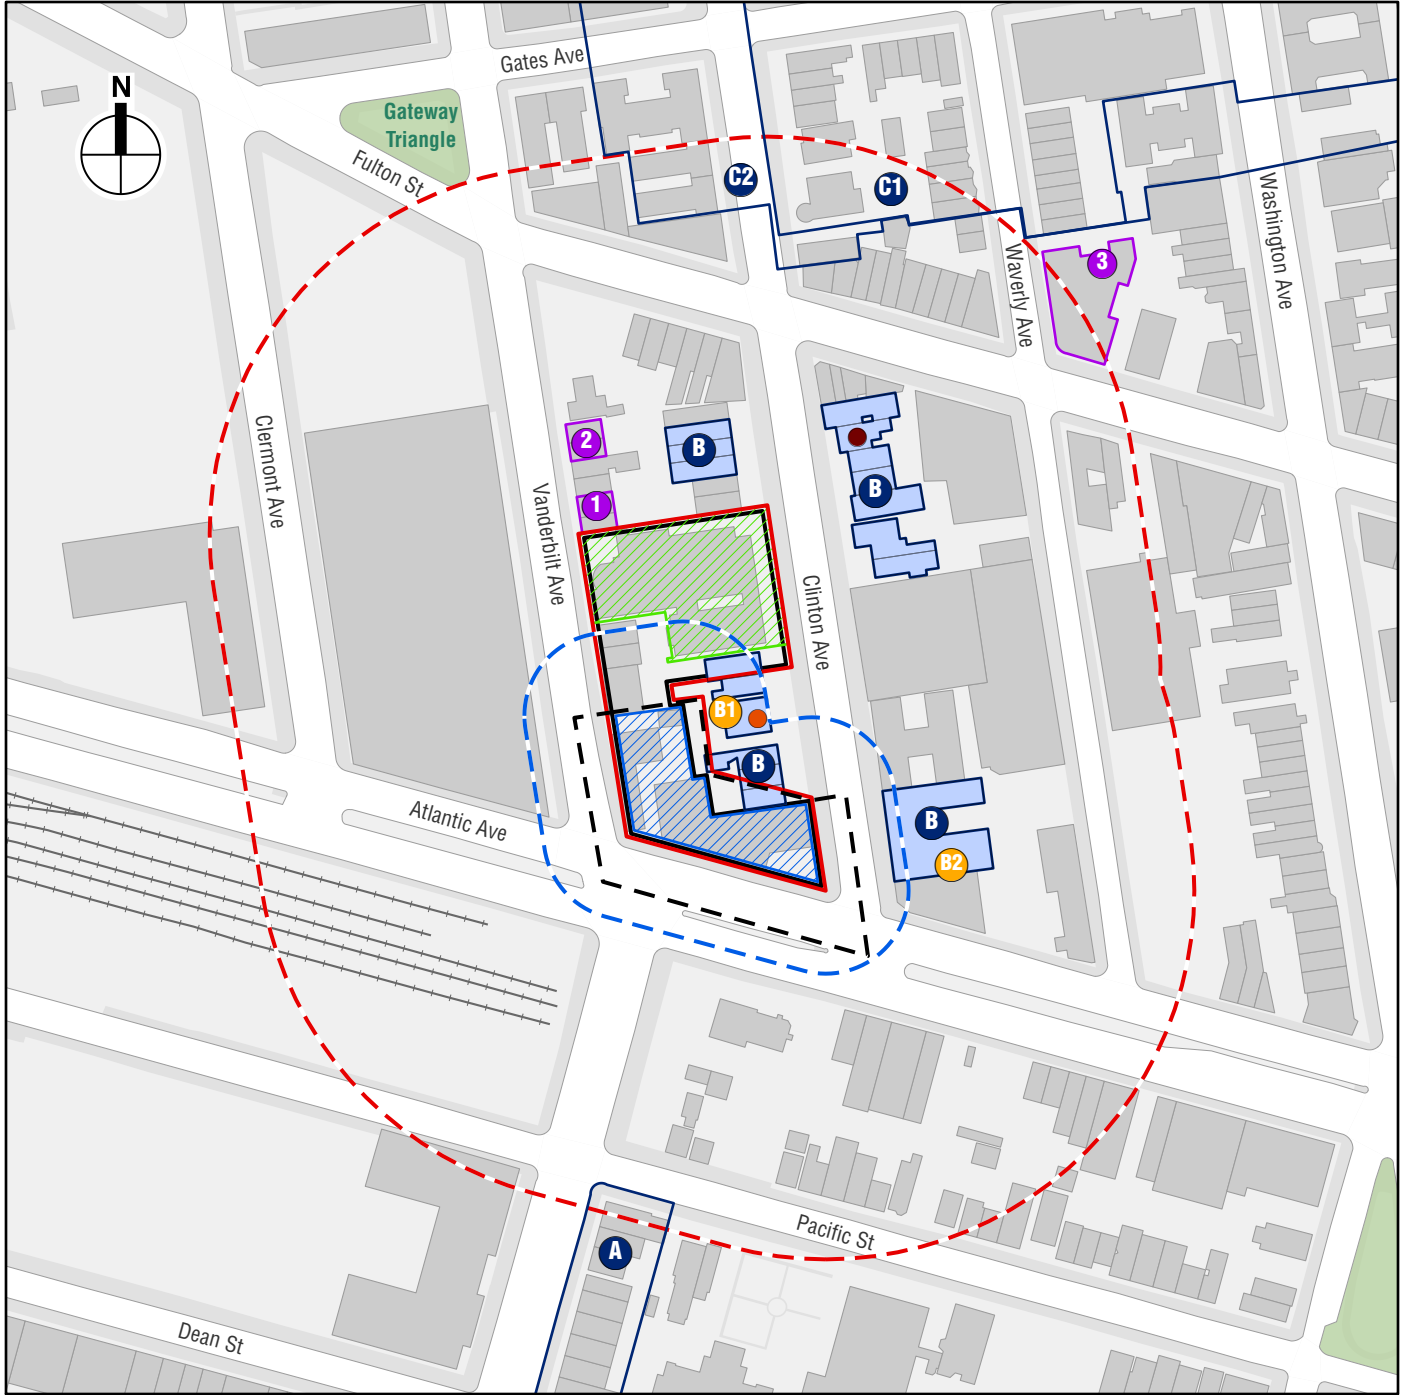 Gates Ave
N
Gateway
Triangle
Fulton St
C2
C1
Washington Ave
Waverly Ave
3
Clermont Ave
2
B
1
B
Vanderbilt Ave
Clinton Ave
B1
B
B
B2
Atlantic Ave
Pacific St
A
Dean St